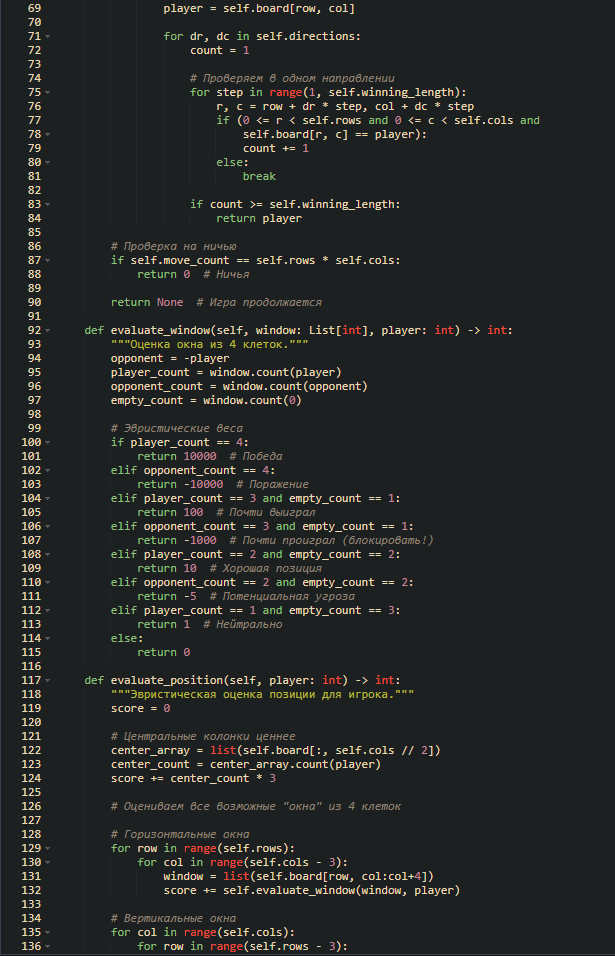 69                 player = self.board[row, col]
70
71                 for dr, dc in self.directions:
72                     count = 1
73
74                     # Проверяем в одном направлении
75                     for step in range(1, self.winning_length):
76                         r, c = row + dr * step, col + dc * step
77                         if (0 <= r < self.rows and 0 <= c < self.cols and
78                             self.board[r, c] == player):
79                             count += 1
80                         else:
81                             break
82
83                     if count >= self.winning_length:
84                         return player
85
86         # Проверка на ничью
87         if self.move_count == self.rows * self.cols:
88             return 0  # Ничья
89
90         return None  # Игра продолжается
91
92     def evaluate_window(self, window: List[int], player: int) -> int:
93         """Оценка окна из 4 клеток."""
94         opponent = -player
95         player_count = window.count(player)
96         opponent_count = window.count(opponent)
97         empty_count = window.count(0)
98
99         # Эвристические веса
100         if player_count == 4:
101             return 10000  # Победа
102         elif opponent_count == 4:
103             return -10000  # Поражение
104         elif player_count == 3 and empty_count == 1:
105             return 100  # Почти выиграл
106         elif opponent_count == 3 and empty_count == 1:
107             return -1000  # Почти проиграл (блокировать!)
108         elif player_count == 2 and empty_count == 2:
109             return 10  # Хорошая позиция
110         elif opponent_count == 2 and empty_count == 2:
111             return -5  # Потенциальная угроза
112         elif player_count == 1 and empty_count == 3:
113             return 1  # Нейтрально
114         else:
115             return 0
116
117     def evaluate_position(self, player: int) -> int:
118         """Эвристическая оценка позиции для игрока."""
119         score = 0
120
121         # Центральные колонки ценнее
122         center_array = list(self.board[:, self.cols // 2])
123         center_count = center_array.count(player)
124         score += center_count * 3
125
126         # Оцениваем все возможные "окна" из 4 клеток
127
128         # Горизонтальные окна
129         for row in range(self.rows):
130             for col in range(self.cols - 3):
131                 window = list(self.board[row, col:col+4])
132                 score += self.evaluate_window(window, player)
133
134         # Вертикальные окна
135         for col in range(self.cols):
136             for row in range(self.rows - 3):